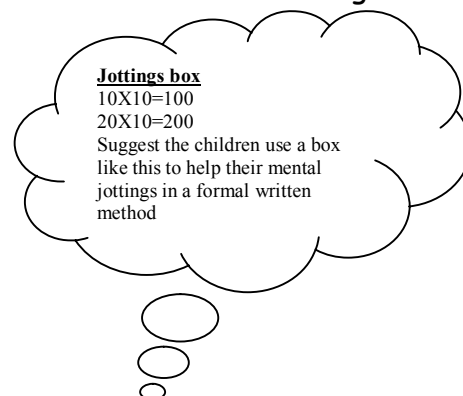 Jottings box
10X10=100
20X10=200
Suggest the children use a box
like this to help their mental
jottings in a formal written
method